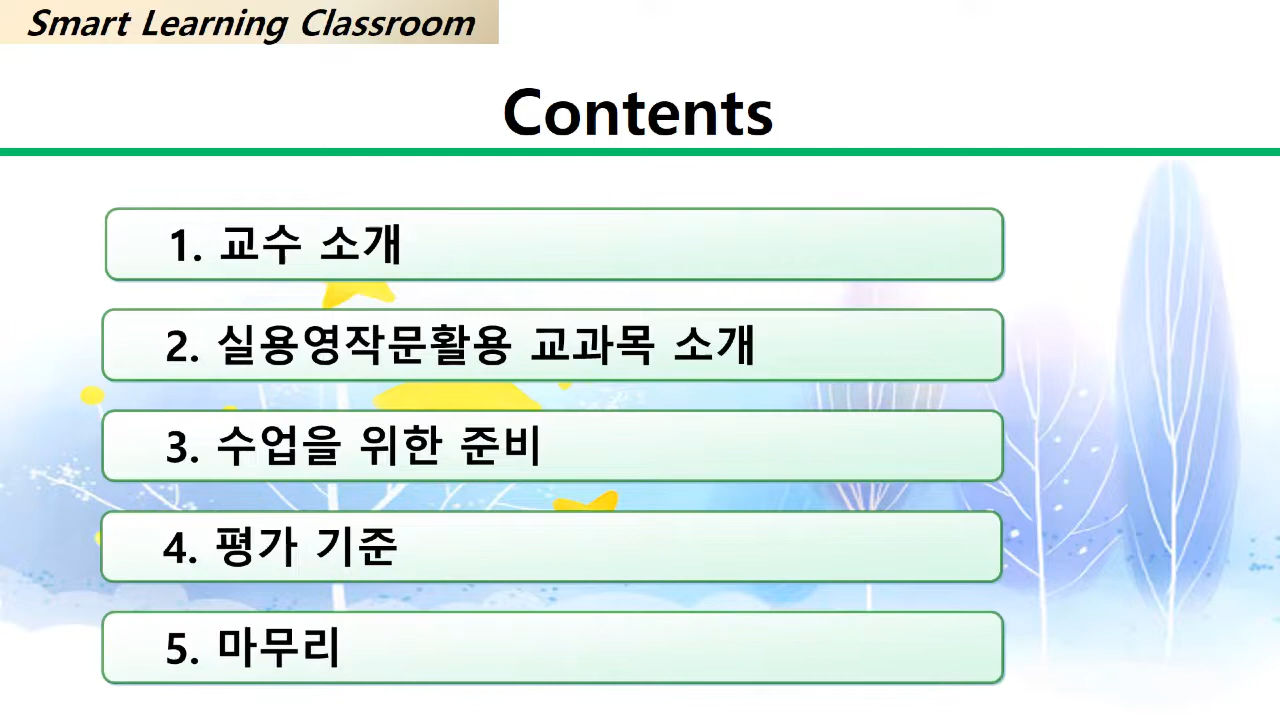 Smart Learning Classroom
Contents
1. 교수 소개
2. 실용영작문활용 교과목 소개
3. 수업을 위한 준비
4. 평가 기준
5. 마무리